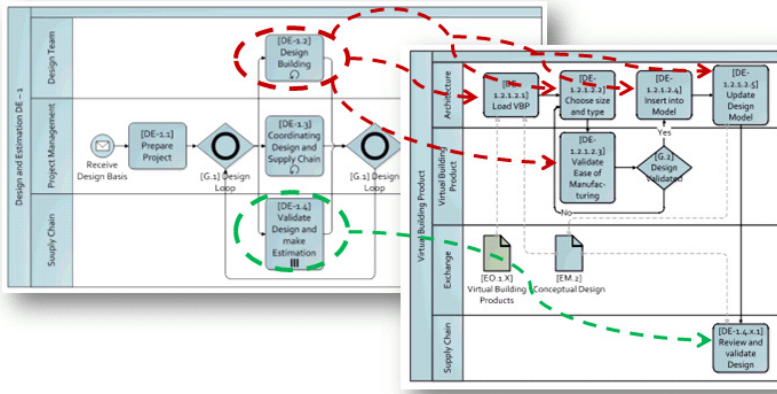 Design and Estimation DE – 1
Design Team
Project Management
Suuply Chain
Receive
Design Basis
[DE-1.1]
Prepare
Project
[G.1] Design
Loop
[DE-1.2]
Design
Building
[DE-1.3]
Coordinating
Design and
Supply Chain
[DE-1.4]
Validate
Design and
make
Estimation
[G.1] Design
Loop
Virtual Building Product
Architecture
Virtual Building
Product
Exchange
Supply Chain
[DE-
1.2.1.2.1]
Load VBP
[DE-
1.2.1.2.2]
Choose size
and type
[DE-
1.2.1.2.4]
Insert into
Model
[DE-
1.2.1.2.5]
Update
Design
Model
[DE-
1.2.1.2.3]
Validate
Ease of
Manufac-
turing
Yes
[G.2] Design
Validated
No
[EO.1.X]
Virtual Building
Products
[EM.2]
Conceptual Design
[DE-1.4.x.1]
Review and
validate
Design